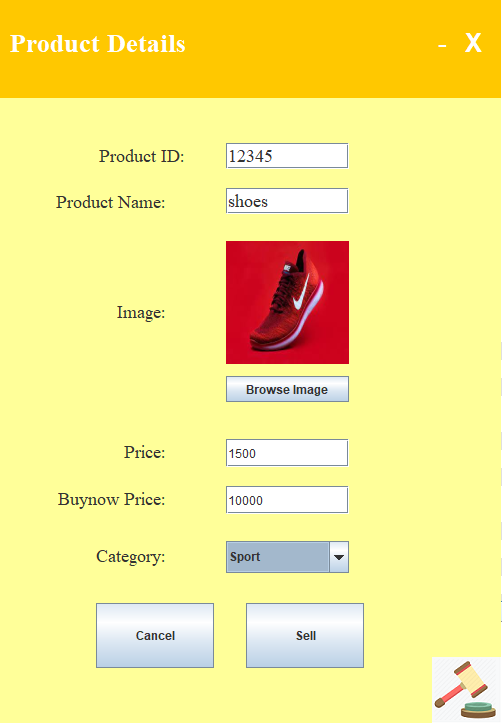 Product Details - X
Product ID: 12345
Product Name: shoes
Image:
Browse Image
Price: 1500
Buynow Price: 10000
Category: Sport
Cancel Sell